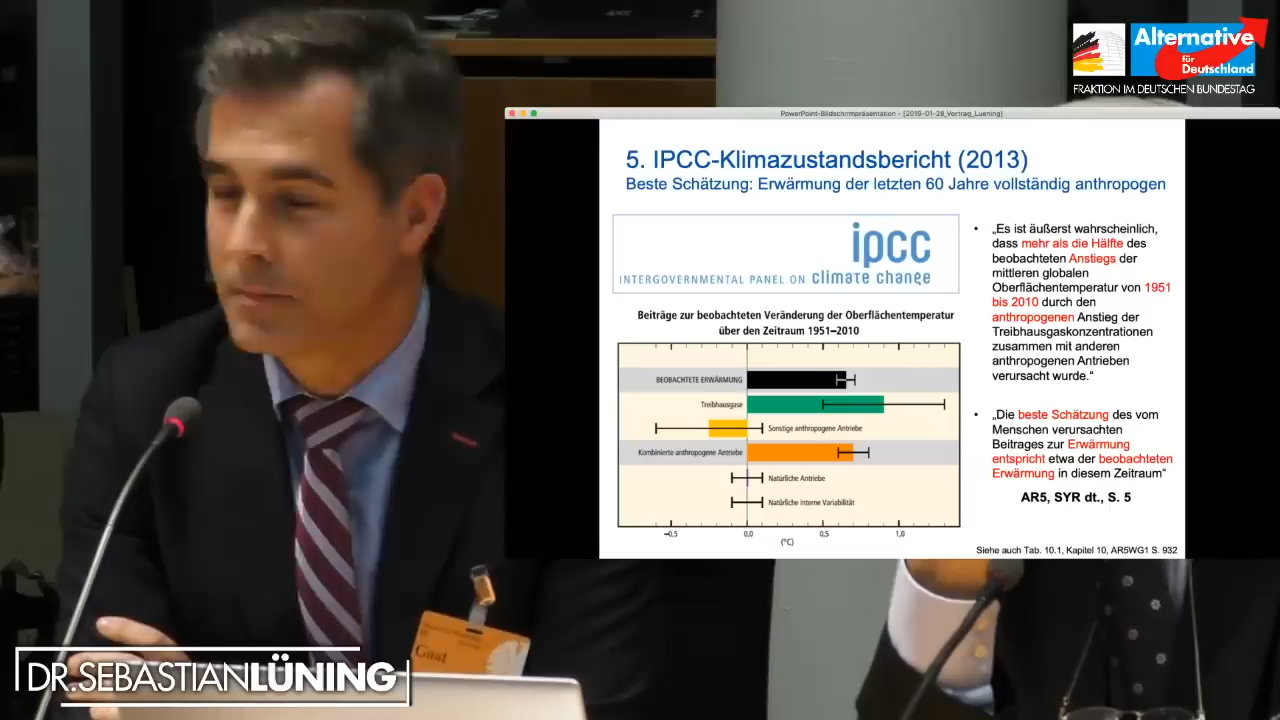 Alternative
für
Deutschland
FRAKTION IM DEUTSCHEN BUNDESTAG
PowerPoint-Bildschirmpräsentation - [2019-01-28_Vortrag_Luening]
5. IPCC-Klimazustandsbericht (2013)
Beste Schätzung: Erwärmung der letzten 60 Jahre vollständig anthropogen
ipcc
INTERGOVERNMENTAL PANEL ON climate change
Beiträge zur beobachteten Veränderung der Oberflächentemperatur
über den Zeitraum 1951–2010
BEOBACHTETE ERWÄRMUNG
Treibhausgase
Sonstige anthropogene Antriebe
Kombinierte anthropogene Antriebe
Natürliche Antriebe
Natürliche interne Variabilität
–0,5 0,0 0,5 1,0
(°C)
• „Es ist äußerst wahrscheinlich,
dass mehr als die Hälfte des
beobachteten Anstiegs der
mittleren globalen
Oberflächentemperatur von 1951
bis 2010 durch den
anthropogenen Anstieg der
Treibhausgaskonzentrationen
zusammen mit anderen
anthropogenen Antrieben
verursacht wurde.“
• „Die beste Schätzung des vom
Menschen verursachten
Beitrages zur Erwärmung
entspricht etwa der beobachteten
Erwärmung in diesem Zeitraum“
AR5, SYR dt., S. 5
Siehe auch Tab. 10.1, Kapitel 10, AR5WG1 S. 932
Gast
DR.SEBASTIANLÜNING